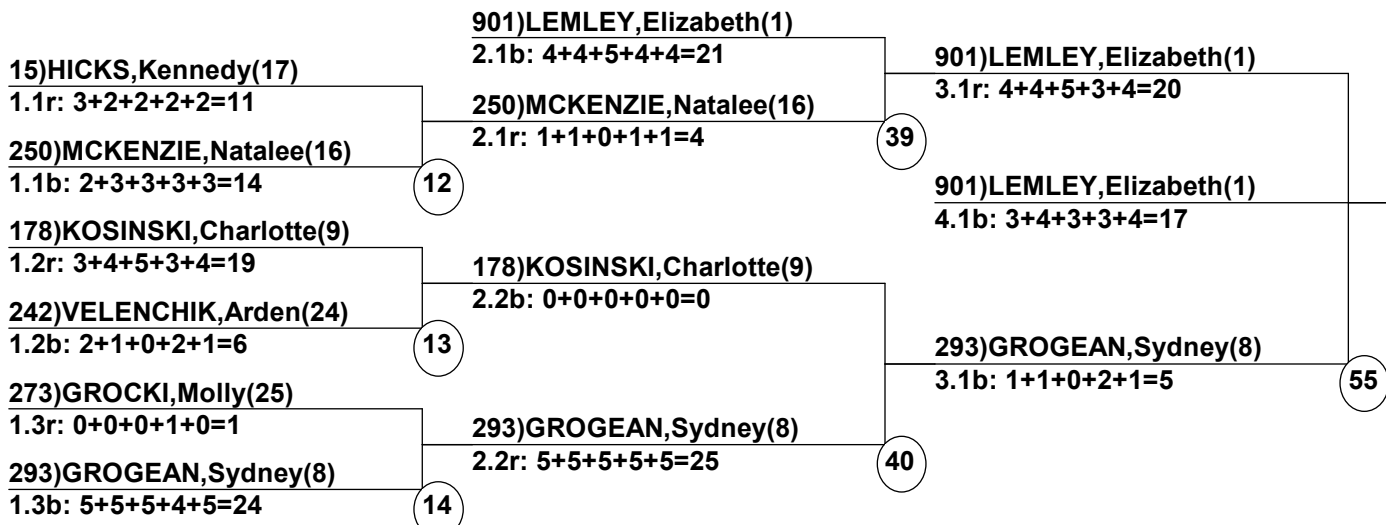 15)HICKS,Kennedy(17)
1.1r: 3+2+2+2+2=11
250)MCKENZIE,Natalee(16)
1.1b: 2+3+3+3+3=14
12
178)KOSINSKI,Charlotte(9)
1.2r: 3+4+5+3+4=19
242)VELENCHIK,Arden(24)
1.2b: 2+1+0+2+1=6
13
273)GROCKI,Molly(25)
1.3r: 0+0+0+1+0=1
293)GROGEAN,Sydney(8)
1.3b: 5+5+5+4+5=24
14
901)LEMLEY,Elizabeth(1)
2.1b: 4+4+5+4+4=21
250)MCKENZIE,Natalee(16)
2.1r: 1+1+0+1+1=4
39
178)KOSINSKI,Charlotte(9)
2.2b: 0+0+0+0+0=0
293)GROGEAN,Sydney(8)
2.2r: 5+5+5+5+5=25
40
901)LEMLEY,Elizabeth(1)
3.1r: 4+4+5+3+4=20
901)LEMLEY,Elizabeth(1)
4.1b: 3+4+3+3+4=17
293)GROGEAN,Sydney(8)
3.1b: 1+1+0+2+1=5
55